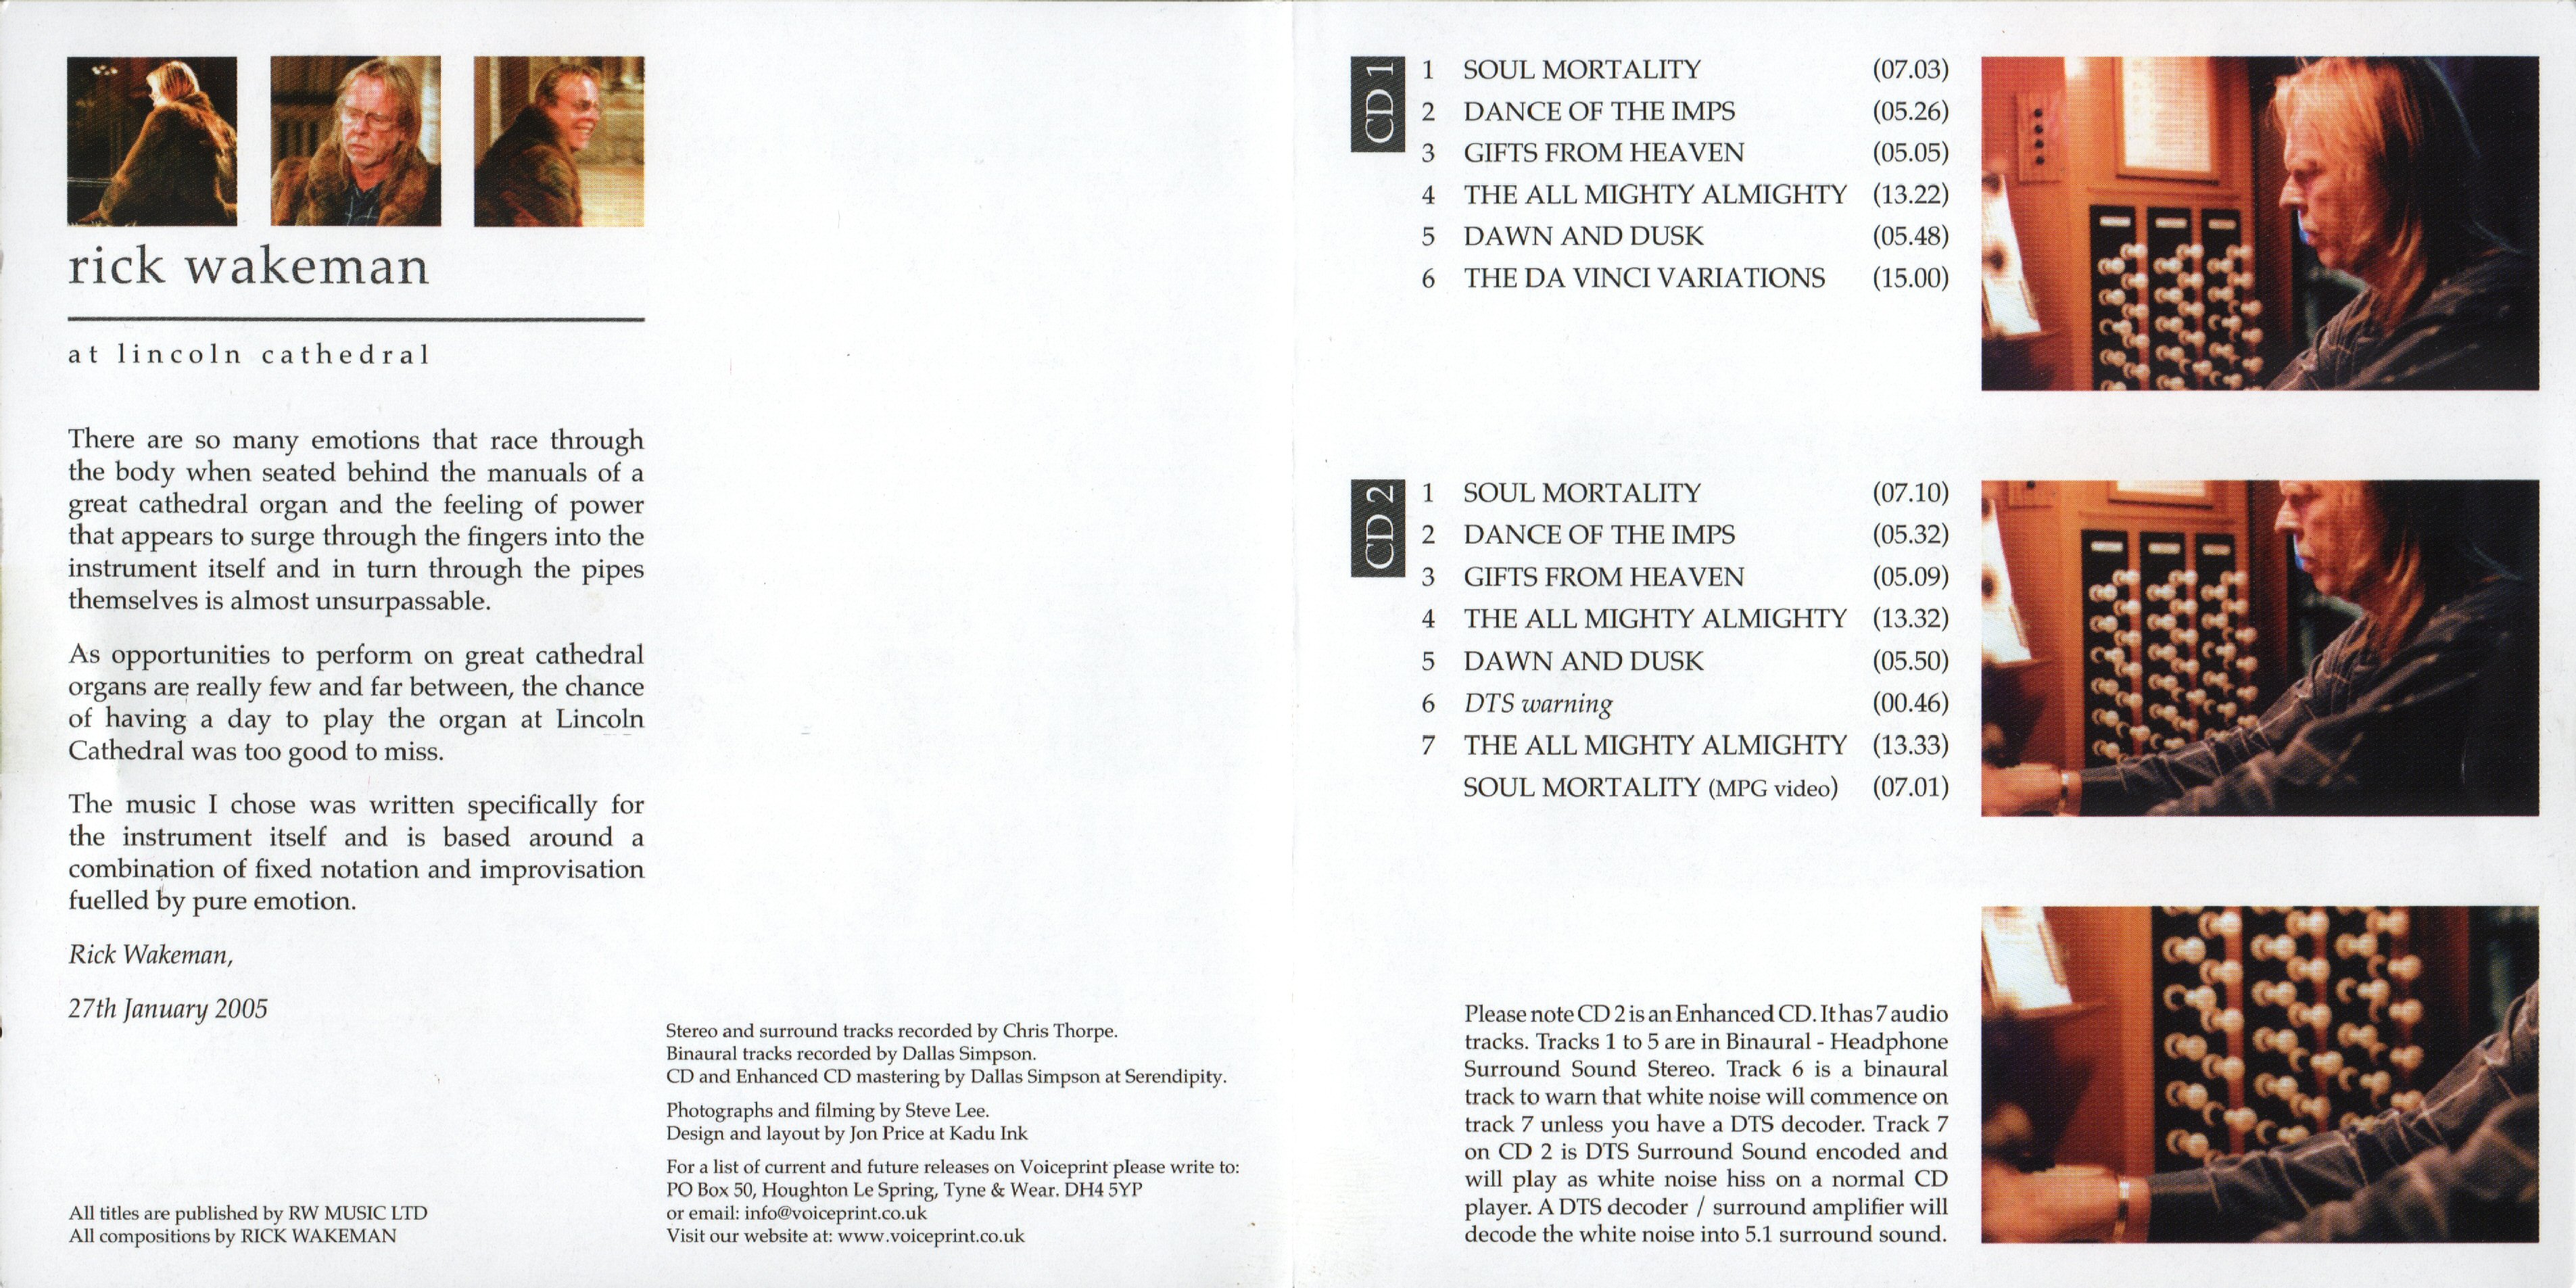 rick wakeman
at lincoln cathedral
There are so many emotions that race through
the body when seated behind the manuals of a
great cathedral organ and the feeling of power
that appears to surge through the fingers into the
instrument itself and in turn through the pipes
themselves is almost unsurpassable.
As opportunities to perform on great cathedral
organs are really few and far between, the chance
of having a day to play the organ at Lincoln
Cathedral was too good to miss.
The music I chose was written specifically for
the instrument itself and is based around a
combination of fixed notation and improvisation
fuelled by pure emotion.
Rick Wakeman,
27th January 2005
All titles are published by RW MUSIC LTD
All compositions by RICK WAKEMAN
Stereo and surround tracks recorded by Chris Thorpe.
Binaural tracks recorded by Dallas Simpson.
CD and Enhanced CD mastering by Dallas Simpson at Serendipity.
Photographs and filming by Steve Lee.
Design and layout by Jon Price at Kadu Ink
For a list of current and future releases on Voiceprint please write to:
PO Box 50, Houghton Le Spring, Tyne & Wear. DH4 5YP
or email: info@voiceprint.co.uk
Visit our website at: www.voiceprint.co.uk
CD 1
1 SOUL MORTALITY (07.03)
2 DANCE OF THE IMPS (05.26)
3 GIFTS FROM HEAVEN (05.05)
4 THE ALL MIGHTY ALMIGHTY (13.22)
5 DAWN AND DUSK (05.48)
6 THE DA VINCI VARIATIONS (15.00)
CD 2
1 SOUL MORTALITY (07.10)
2 DANCE OF THE IMPS (05.32)
3 GIFTS FROM HEAVEN (05.09)
4 THE ALL MIGHTY ALMIGHTY (13.32)
5 DAWN AND DUSK (05.50)
6 DTS warning (00.46)
7 THE ALL MIGHTY ALMIGHTY (13.33)
SOUL MORTALITY (MPG video) (07.01)
Please note CD 2 is an Enhanced CD. It has 7 audio
tracks. Tracks 1 to 5 are in Binaural - Headphone
Surround Sound Stereo. Track 6 is a binaural
track to warn that white noise will commence on
track 7 unless you have a DTS decoder. Track 7
on CD 2 is DTS Surround Sound encoded and
will play as white noise hiss on a normal CD
player. A DTS decoder / surround amplifier will
decode the white noise into 5.1 surround sound.